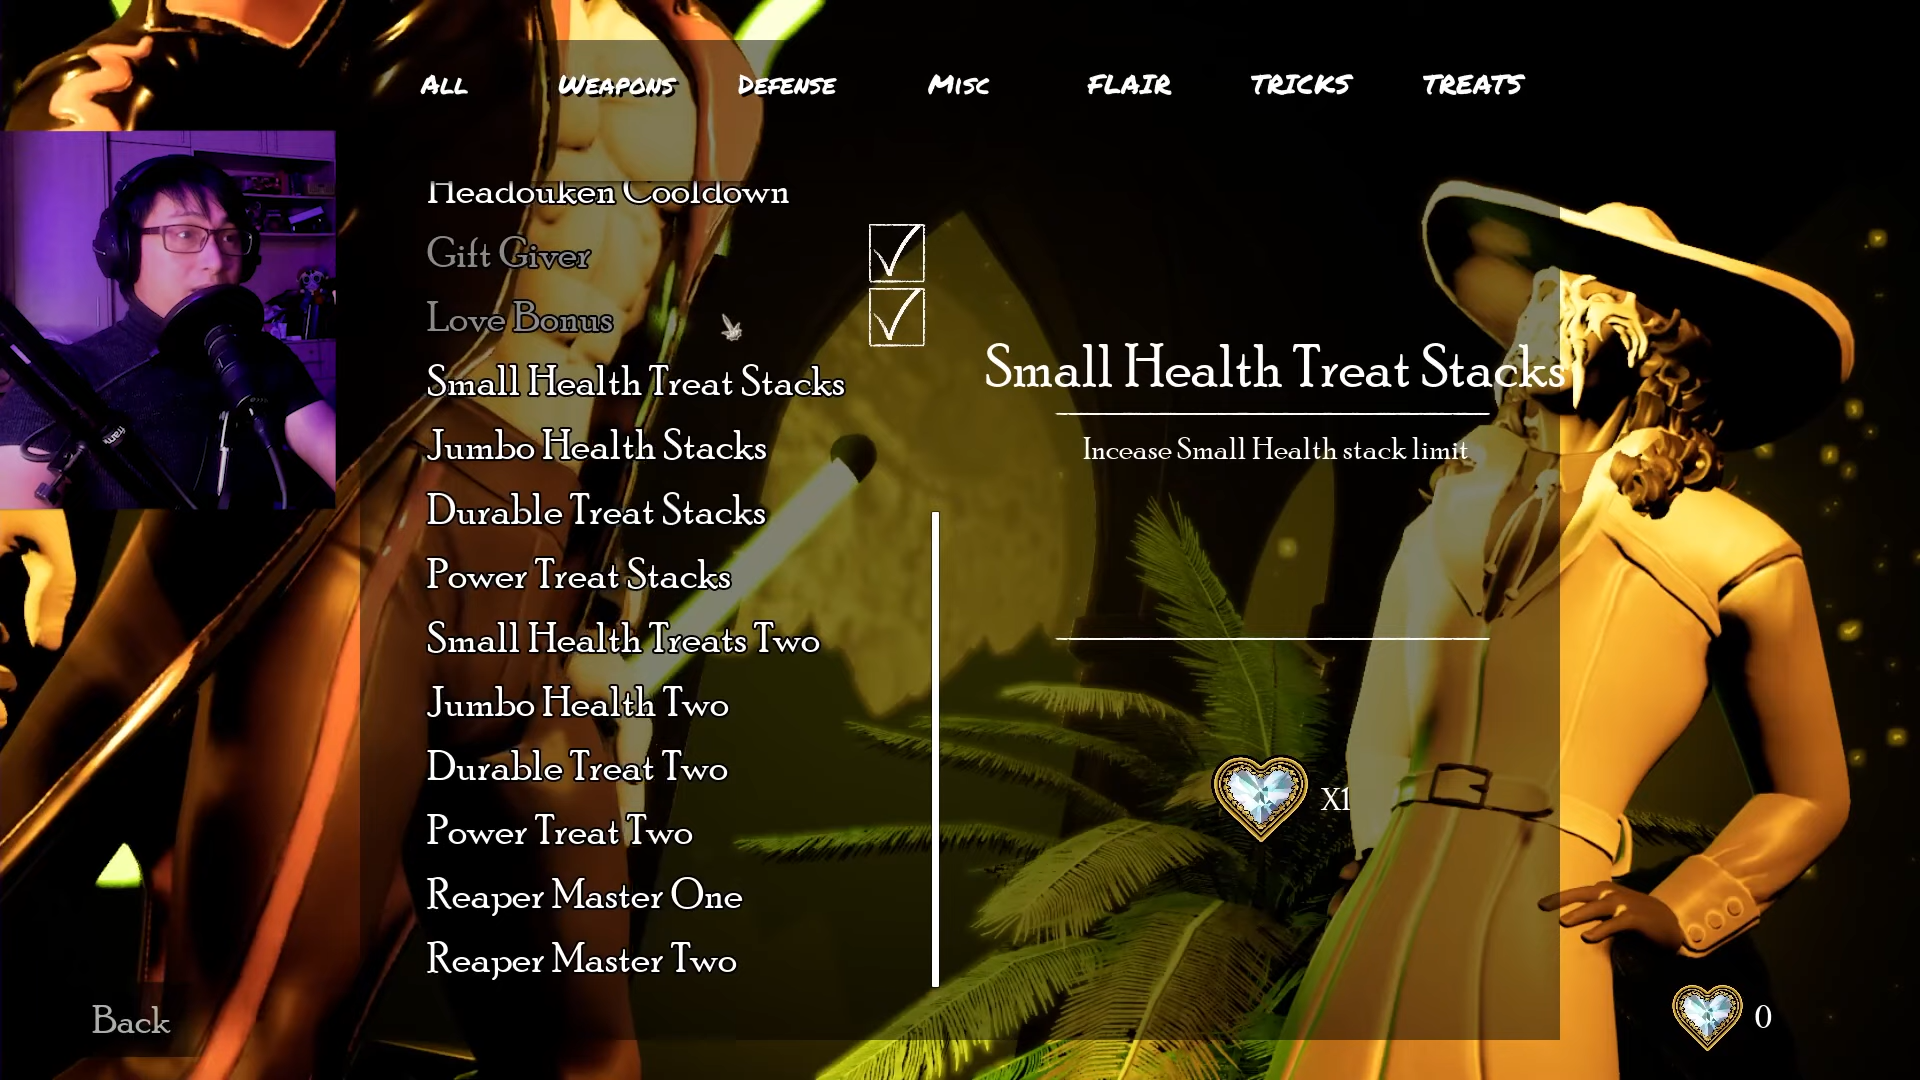 ALL
WEAPONS
DEFENSE
MISC
FLAIR
TRICKS
TREATS
Headouken Cooldown
Gift Giver
Love Bonus
Small Health Treat Stacks
Jumbo Health Stacks
Durable Treat Stacks
Power Treat Stacks
Small Health Treats Two
Jumbo Health Two
Durable Treat Two
Power Treat Two
Reaper Master One
Reaper Master Two
Small Health Treat Stacks
Incease Small Health stack limit
X1
Back
0